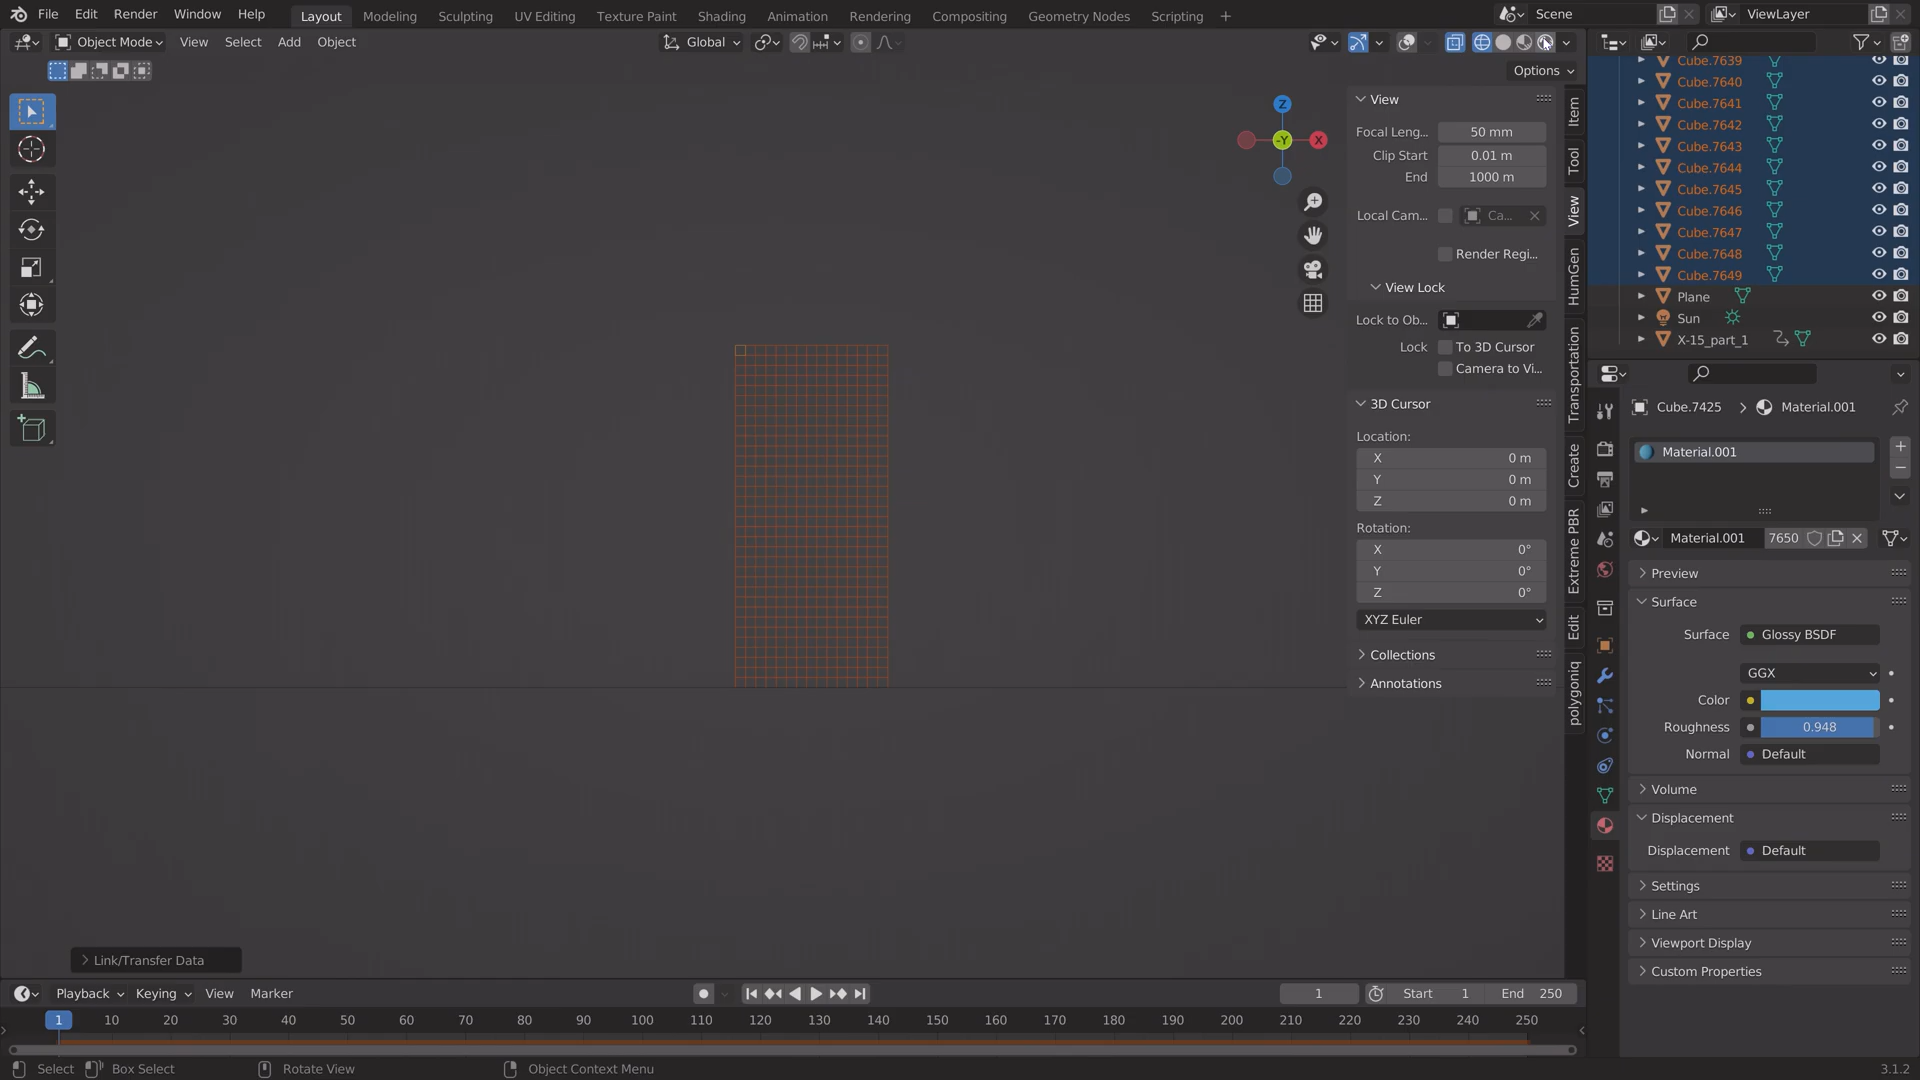 File Edit Render Window Help Layout Modeling Sculpting UV Editing Texture Paint Shading Animation Rendering Compositing Geometry Nodes Scripting + Scene ViewLayer
Object Mode View Select Add Object Global
Options
Cube.7639
Cube.7640
Cube.7641
Cube.7642
Cube.7643
Cube.7644
Cube.7645
Cube.7646
Cube.7647
Cube.7648
Cube.7649
Plane
Sun
X-15_part_1
Z
-Y
X
View
Focal Leng... 50 mm
Clip Start 0.01 m
End 1000 m
Local Cam... Ca...
Render Regi...
View Lock
Lock to Ob...
Lock To 3D Cursor
Camera to Vi...
3D Cursor
Location:
X 0 m
Y 0 m
Z 0 m
Rotation:
X 0°
Y 0°
Z 0°
XYZ Euler
Collections
Annotations
Item
Tool
View
HumGen
Transportation
Create
Extreme PBR
Edit
polygoniq
Cube.7425 Material.001
Material.001
Material.001 7650
Preview
Surface
Surface Glossy BSDF
GGX
Color
Roughness 0.948
Normal Default
Volume
Displacement
Displacement Default
Settings
Line Art
Viewport Display
Custom Properties
Link/Transfer Data
Playback Keying View Marker 1 Start 1 End 250
1 10 20 30 40 50 60 70 80 90 100 110 120 130 140 150 160 170 180 190 200 210 220 230 240 250
Select Box Select Rotate View Object Context Menu 3.1.2